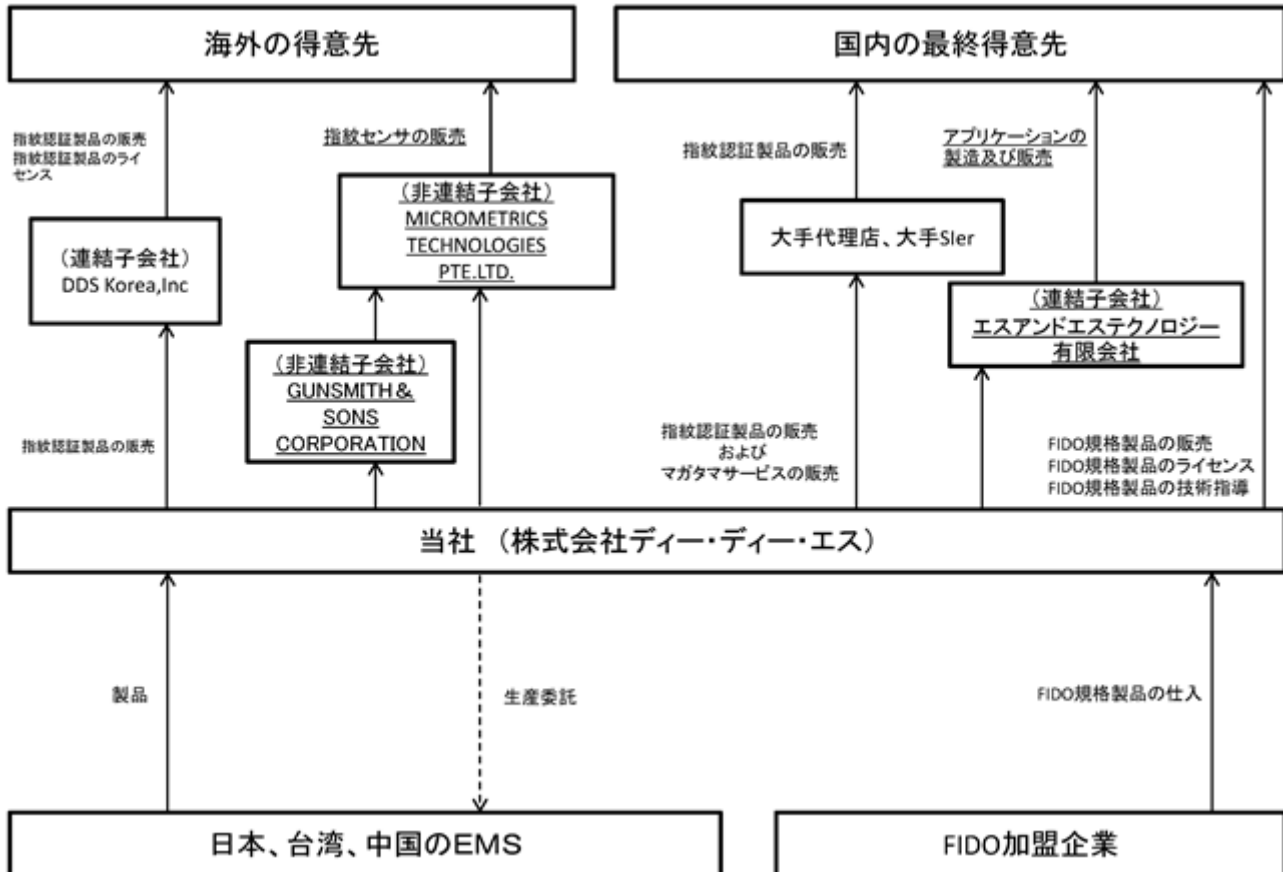 海外の得意先
国内の最終得意先
指紋認証製品の販売
指紋認証製品のライ
センス
指紋センサの販売
指紋認証製品の販売
アプリケーションの
製造及び販売
（連結子会社）
DDS Korea,Inc
（非連結子会社）
MICROMETRICS
TECHNOLOGIES
PTE.LTD.
大手代理店、大手SIer
（非連結子会社）
GUNSMITH＆
SONS
CORPORATION
（連結子会社）
エスアンドエステクノロジー
有限会社
指紋認証製品の販売
指紋認証製品の販売
および
マガタマサービスの販売
FIDO規格製品の販売
FIDO規格製品のライセンス
FIDO規格製品の技術指導
当社 （株式会社ディー・ディー・エス）
製品
生産委託
FIDO規格製品の仕入
日本、台湾、中国のEMS
FIDO加盟企業